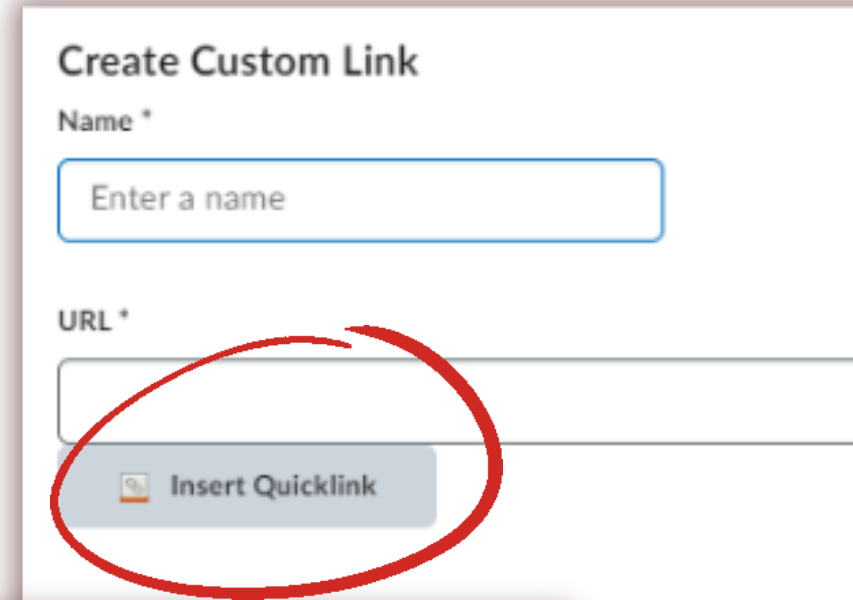 Create Custom Link
Name *
Enter a name
URL *
Insert Quicklink